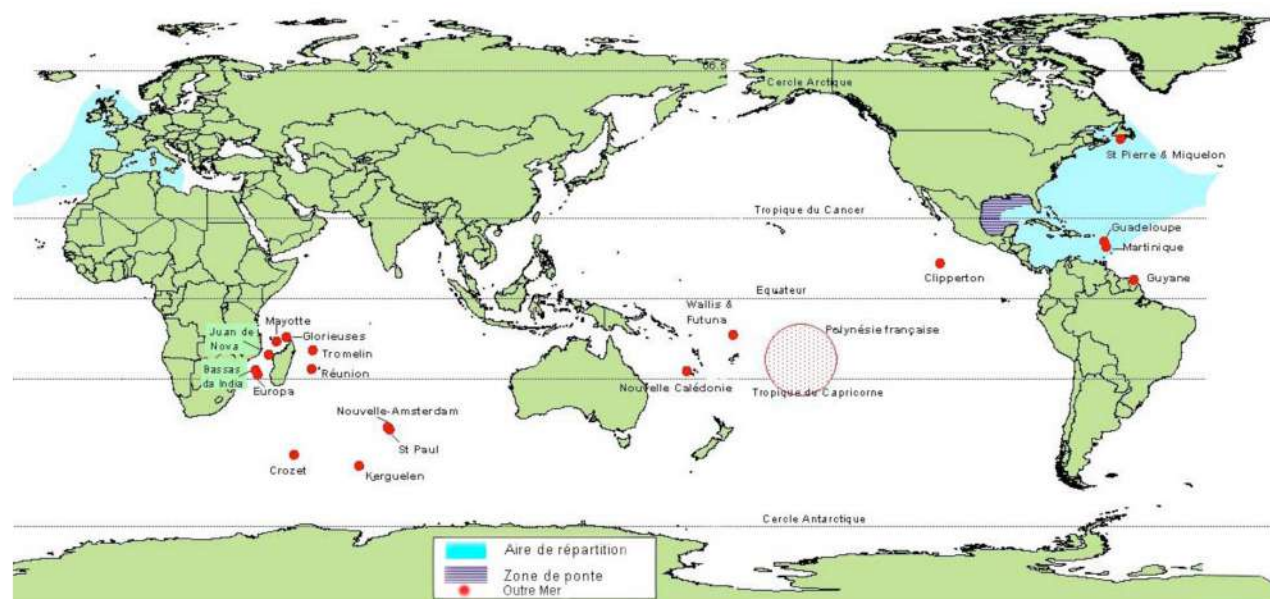 66.5
Cercle Arctique
St Pierre & Miquelon
Tropique du Cancer
Guadeloupe
Martinique
Clipperton
Guyane
Equateur
Wallis &
Futuna
Mayotte
Juan de
Nova
Glorieuses
Polynésie française
Tromelin
Bassas
da India
Réunion
Europa
Nouvelle Calédonie
Tropique du Capricorne
Nouvelle-Amsterdam
St Paul
Crozet
Kerguelen
Cercle Antarctique
Aire de répartition
Zone de ponte
Outre Mer